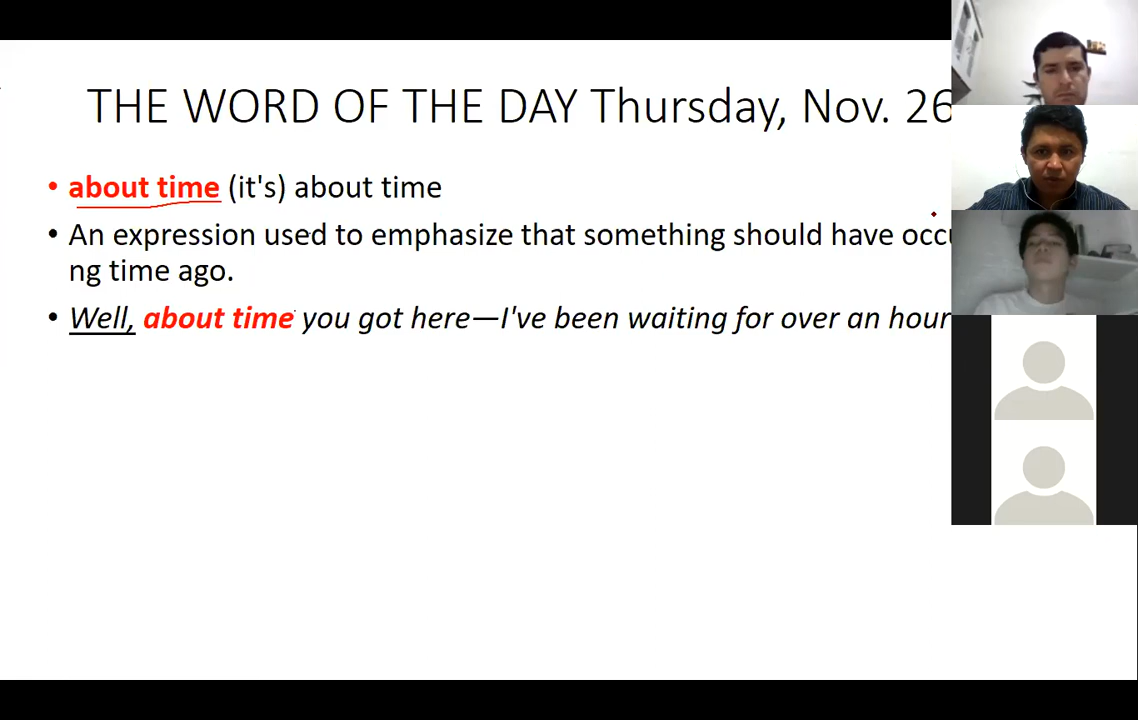 THE WORD OF THE DAY Thursday, Nov. 26
• about time (it's) about time
• An expression used to emphasize that something should have occu
ng time ago.
• Well, about time you got here—I've been waiting for over an hour